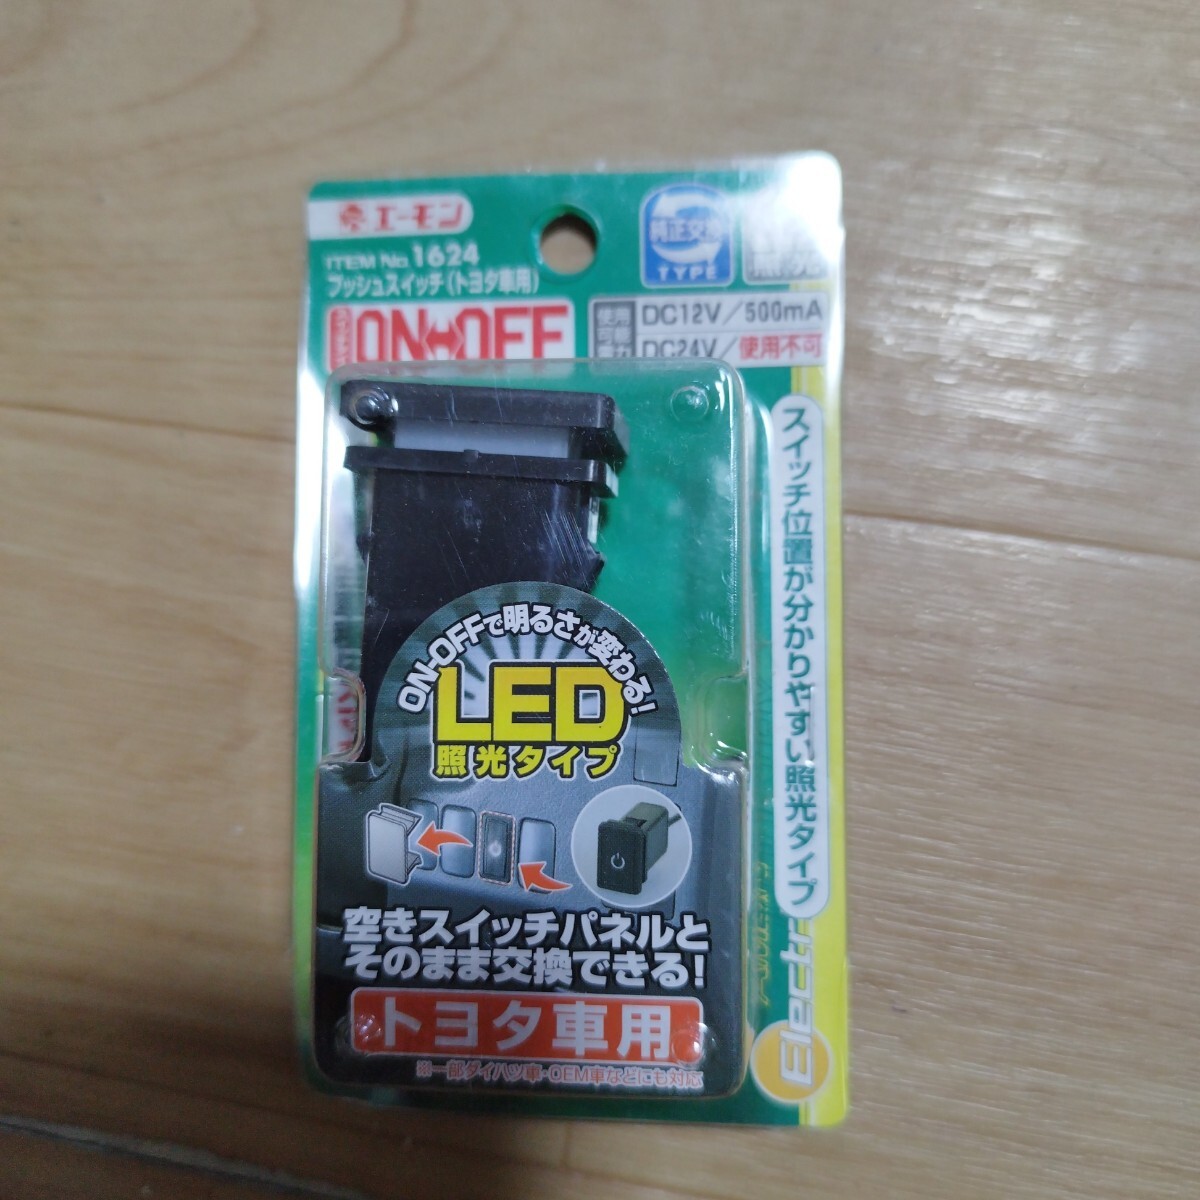 エーモン
ITEM No. 1624
プッシュスイッチ(トヨタ車用)
ON OFF
純正交換
TYPE
照光
使用可能電力
DC12V/500mA
DC24V/使用不可
スイッチ位置が分かりやすい照光タイプ
ON-OFFで明るさが変わる!
LED
照光タイプ
空きスイッチパネルと
そのまま交換できる!
トヨタ車用
※一部ダイハツ車・OEM車などにも対応
Electr